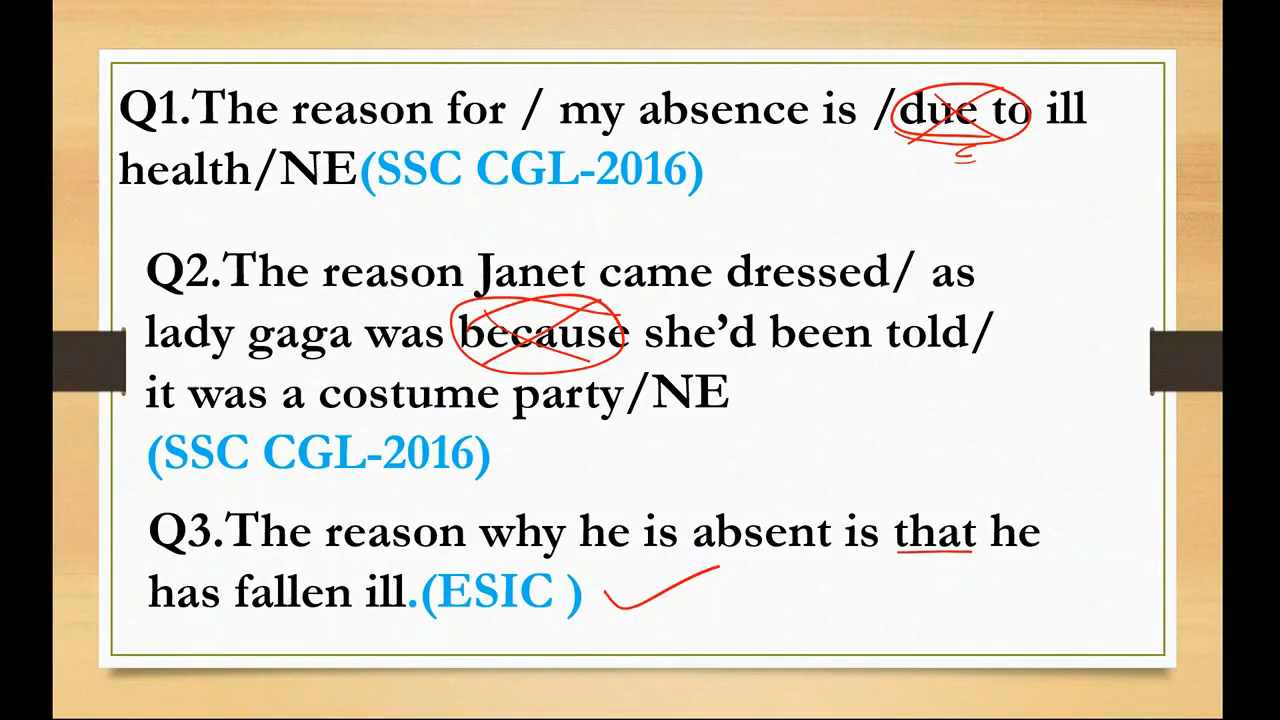 Q1.The reason for / my absence is /due to ill
health/NE(SSC CGL-2016)
Q2.The reason Janet came dressed/ as
lady gaga was because she’d been told/
it was a costume party/NE
(SSC CGL-2016)
Q3.The reason why he is absent is that he
has fallen ill.(ESIC )